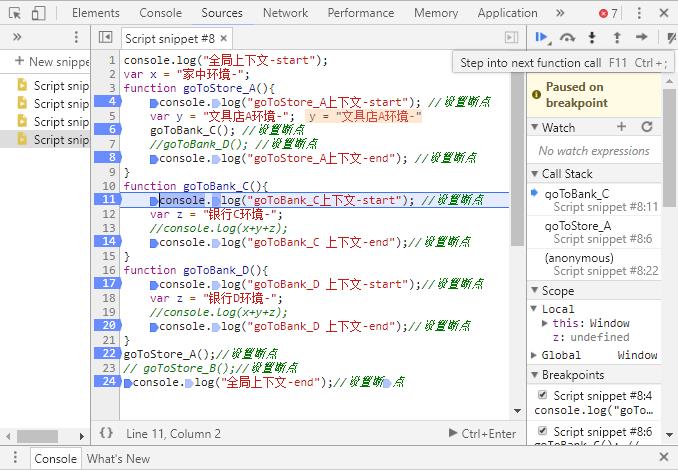 Elements Console Sources Network Performance Memory Application » 7
» Script snippet #8 ×
Step into next function call F11 Ctrl+;
+ New snippe
Script snip
Script snip
Script snip
Script snip
1 console.log("全局上下文-start");
2 var x = "家中环境-";
3 function goToStore_A(){
4 console.log("goToStore_A上下文-start"); //设置断点
5 var y = "文具店A环境-"; y = "文具店A环境-"
6 goToBank_C(); //设置断点
7 //goToBank_D(); //设置断点
8 console.log("goToStore_A上下文-end"); //设置断点
9 }
10 function goToBank_C(){
11 console.log("goToBank_C上下文-start"); //设置断点
12 var z = "银行C环境-";
13 //console.log(x+y+z);
14 console.log("goToBank_C 上下文-end");//设置断点
15 }
16 function goToBank_D(){
17 console.log("goToBank_D 上下文-start");//设置断点
18 var z = "银行D环境-";
19 //console.log(x+y+z);
20 console.log("goToBank_D 上下文-end");//设置断点
21 }
22 goToStore_A();//设置断点
23 // goToStore_B();//设置断点
24 console.log("全局上下文-end");//设置断点
{} Line 11, Column 2 Ctrl+Enter
Paused on
breakpoint
Watch
No watch expressions
Call Stack
goToBank_C
Script snippet #8:11
goToStore_A
Script snippet #8:6
(anonymous)
Script snippet #8:22
Scope
Local
this: Window
z: undefined
Global Window
Breakpoints
Script snippet #8:4
console.log("goTo…
Script snippet #8:6
goToBank_C(); //
Console What's New